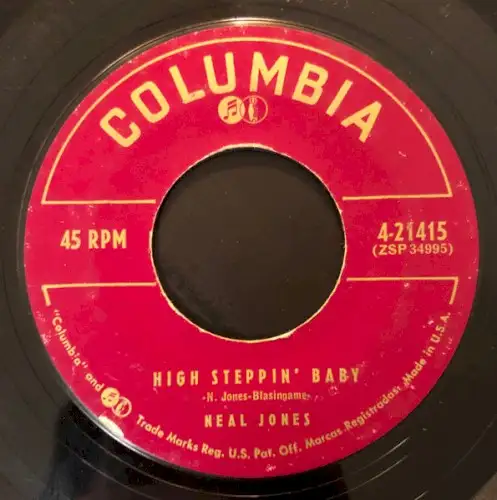 COLUMBIA
45 RPM
4-21415
(ZSP 34995)
HIGH STEPPIN' BABY
-N. Jones-Blasingame-
NEAL JONES
"Columbia" and Trade Marks Reg. U.S. Pat. Off. Marcas Registradas. Made in U.S.A.